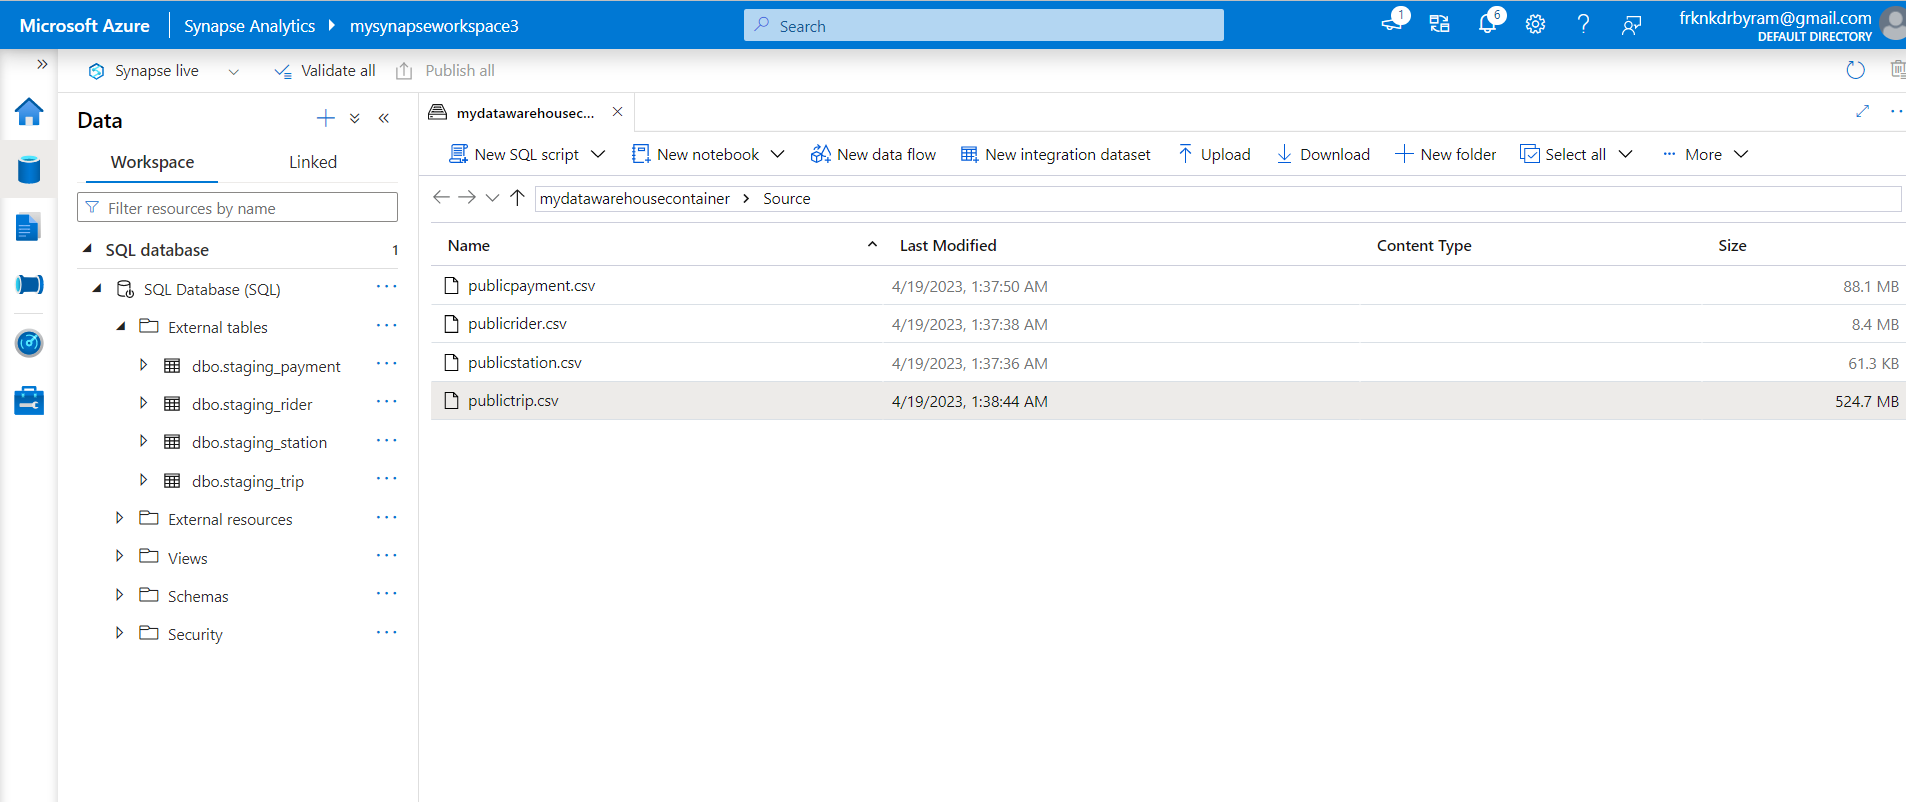 Microsoft Azure Synapse Analytics mysynapseworkspace3 Search 1 6 frknkdrbyram@gmail.com
DEFAULT DIRECTORY
Synapse live Validate all Publish all
Data
Workspace Linked
Filter resources by name
SQL database 1
SQL Database (SQL)
External tables
dbo.staging_payment
dbo.staging_rider
dbo.staging_station
dbo.staging_trip
External resources
Views
Schemas
Security
mydatawarehousec...
New SQL script New notebook New data flow New integration dataset Upload Download New folder Select all More
mydatawarehousecontainer Source
Name Last Modified Content Type Size
publicpayment.csv 4/19/2023, 1:37:50 AM 88.1 MB
publicrider.csv 4/19/2023, 1:37:38 AM 8.4 MB
publicstation.csv 4/19/2023, 1:37:36 AM 61.3 KB
publictrip.csv 4/19/2023, 1:38:44 AM 524.7 MB